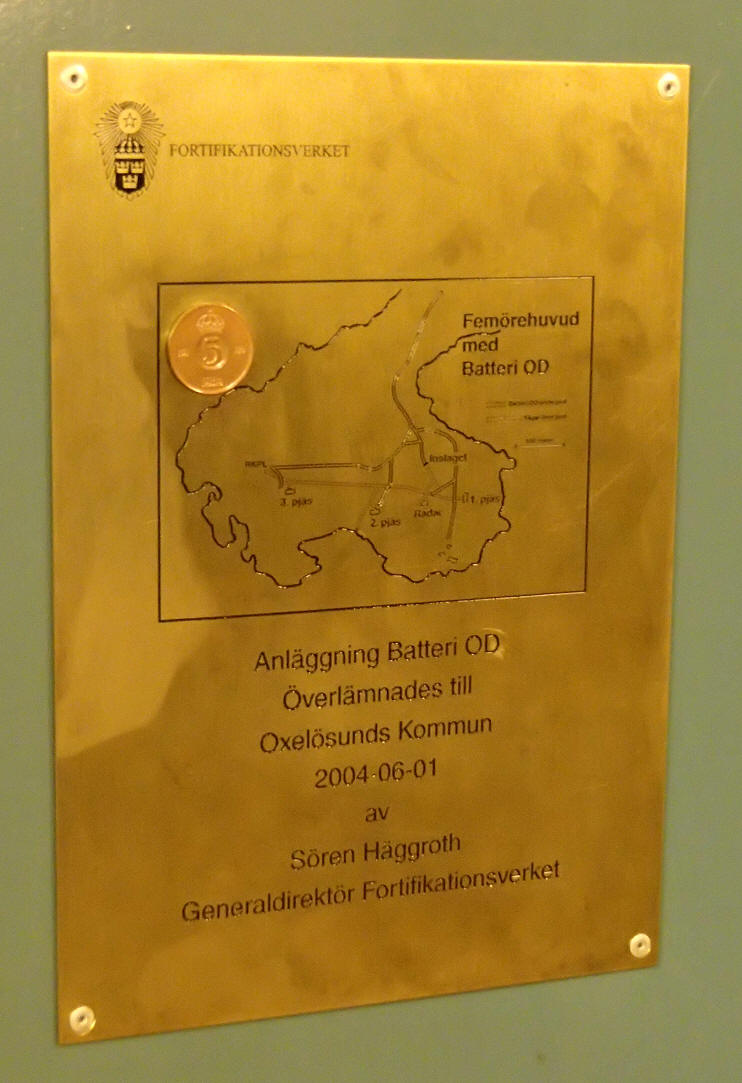 FORTIFIKATIONSVERKET
5
Femörehuvud
med
Batteri OD
Inslaget
RKPL
3. pjäs
2. pjäs
Radar
1. pjäs
Anläggning Batteri OD
Överlämnades till
Oxelösunds Kommun
2004-06-01
av
Sören Häggroth
Generaldirektör Fortifikationsverket